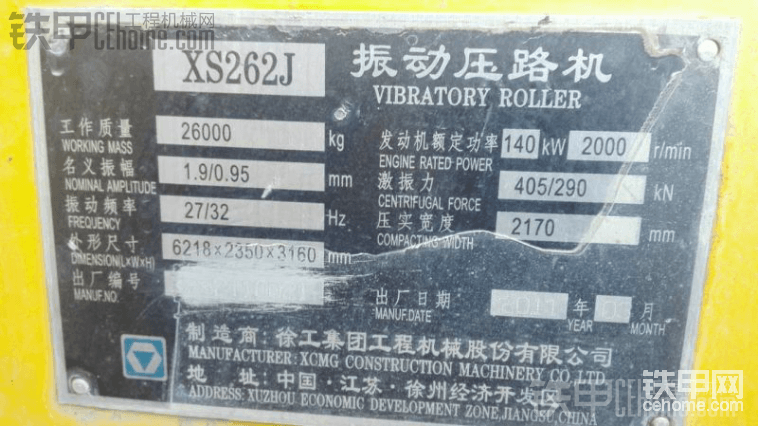 铁甲 工程机械网
Cehome.com
XS262J 振动压路机
VIBRATORY ROLLER
工作质量 26000 kg 发动机额定功率 140 kW 2000 r/min
WORKING MASS ENGINE RATED POWER
名义振幅 1.9/0.95 mm 激振力 405/290 kN
NOMINAL AMPLITUDE CENTRIFUGAL FORCE
振动频率 27/32 Hz 压实宽度 2170 mm
FREQUENCY COMPACTING WIDTH
外形尺寸 6218×2350×3160 mm
DIMENSION(L×W×H)
出厂编号 出厂日期 2011 年 月
MANUF.NO. MANUF.DATE YEAR MONTH
制造商：徐工集团工程机械股份有限公司
MANUFACTURER: XCMG CONSTRUCTION MACHINERY CO.,LTD.
地 址：中国·江苏·徐州经济开发区
ADDRESS: XUZHOU ECONOMIC DEVELOPMENT ZONE,JIANGSU,CHINA
铁甲网
cehome.com